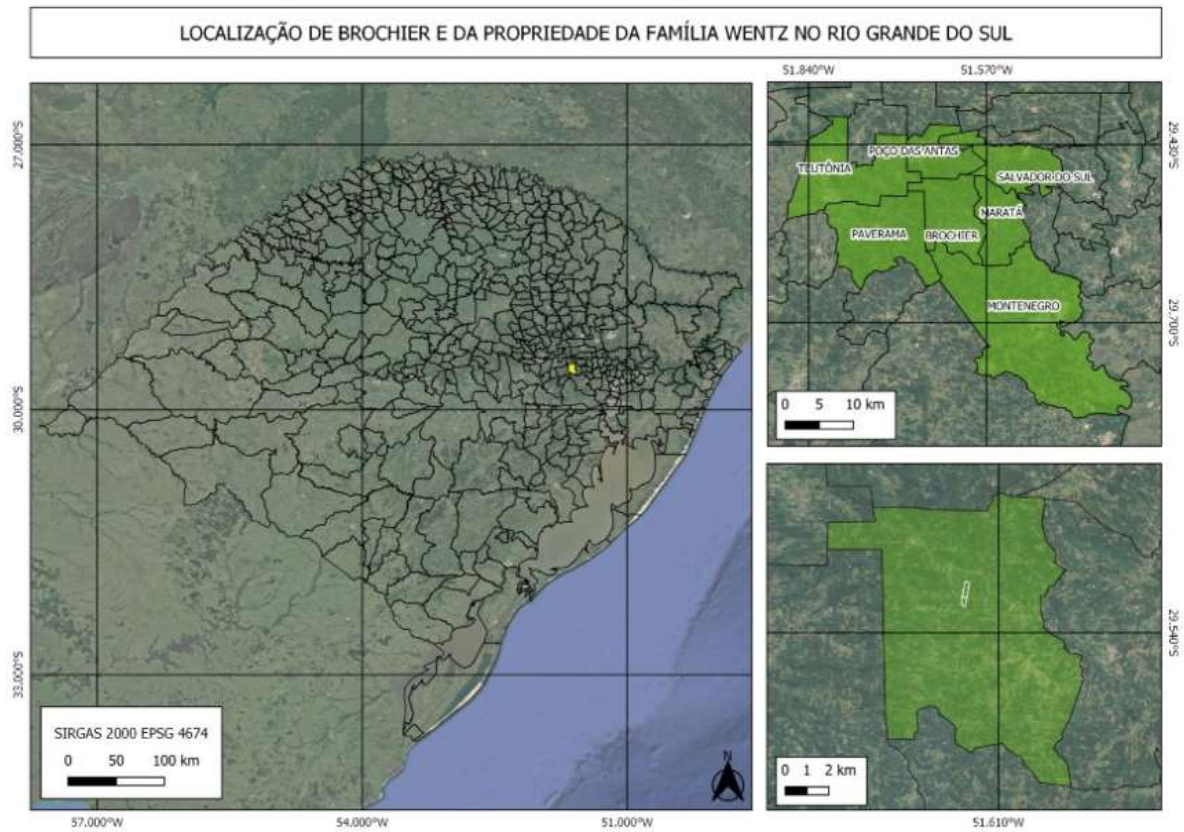 LOCALIZAÇÃO DE BROCHIER E DA PROPRIEDADE DA FAMÍLIA WENTZ NO RIO GRANDE DO SUL
51.840°W
51.570°W
27.000°S
30.000°S
33.000°S
29.430°S
29.700°S
TEUTÔNIA
POÇO DAS ANTAS
SALVADOR DO SUL
MARATÁ
PAVERAMA
BROCHIER
MONTENEGRO
0 5 10 km
29.540°S
SIRGAS 2000 EPSG 4674
0 50 100 km
N
0 1 2 km
57.000°W
54.000°W
51.000°W
51.610°W